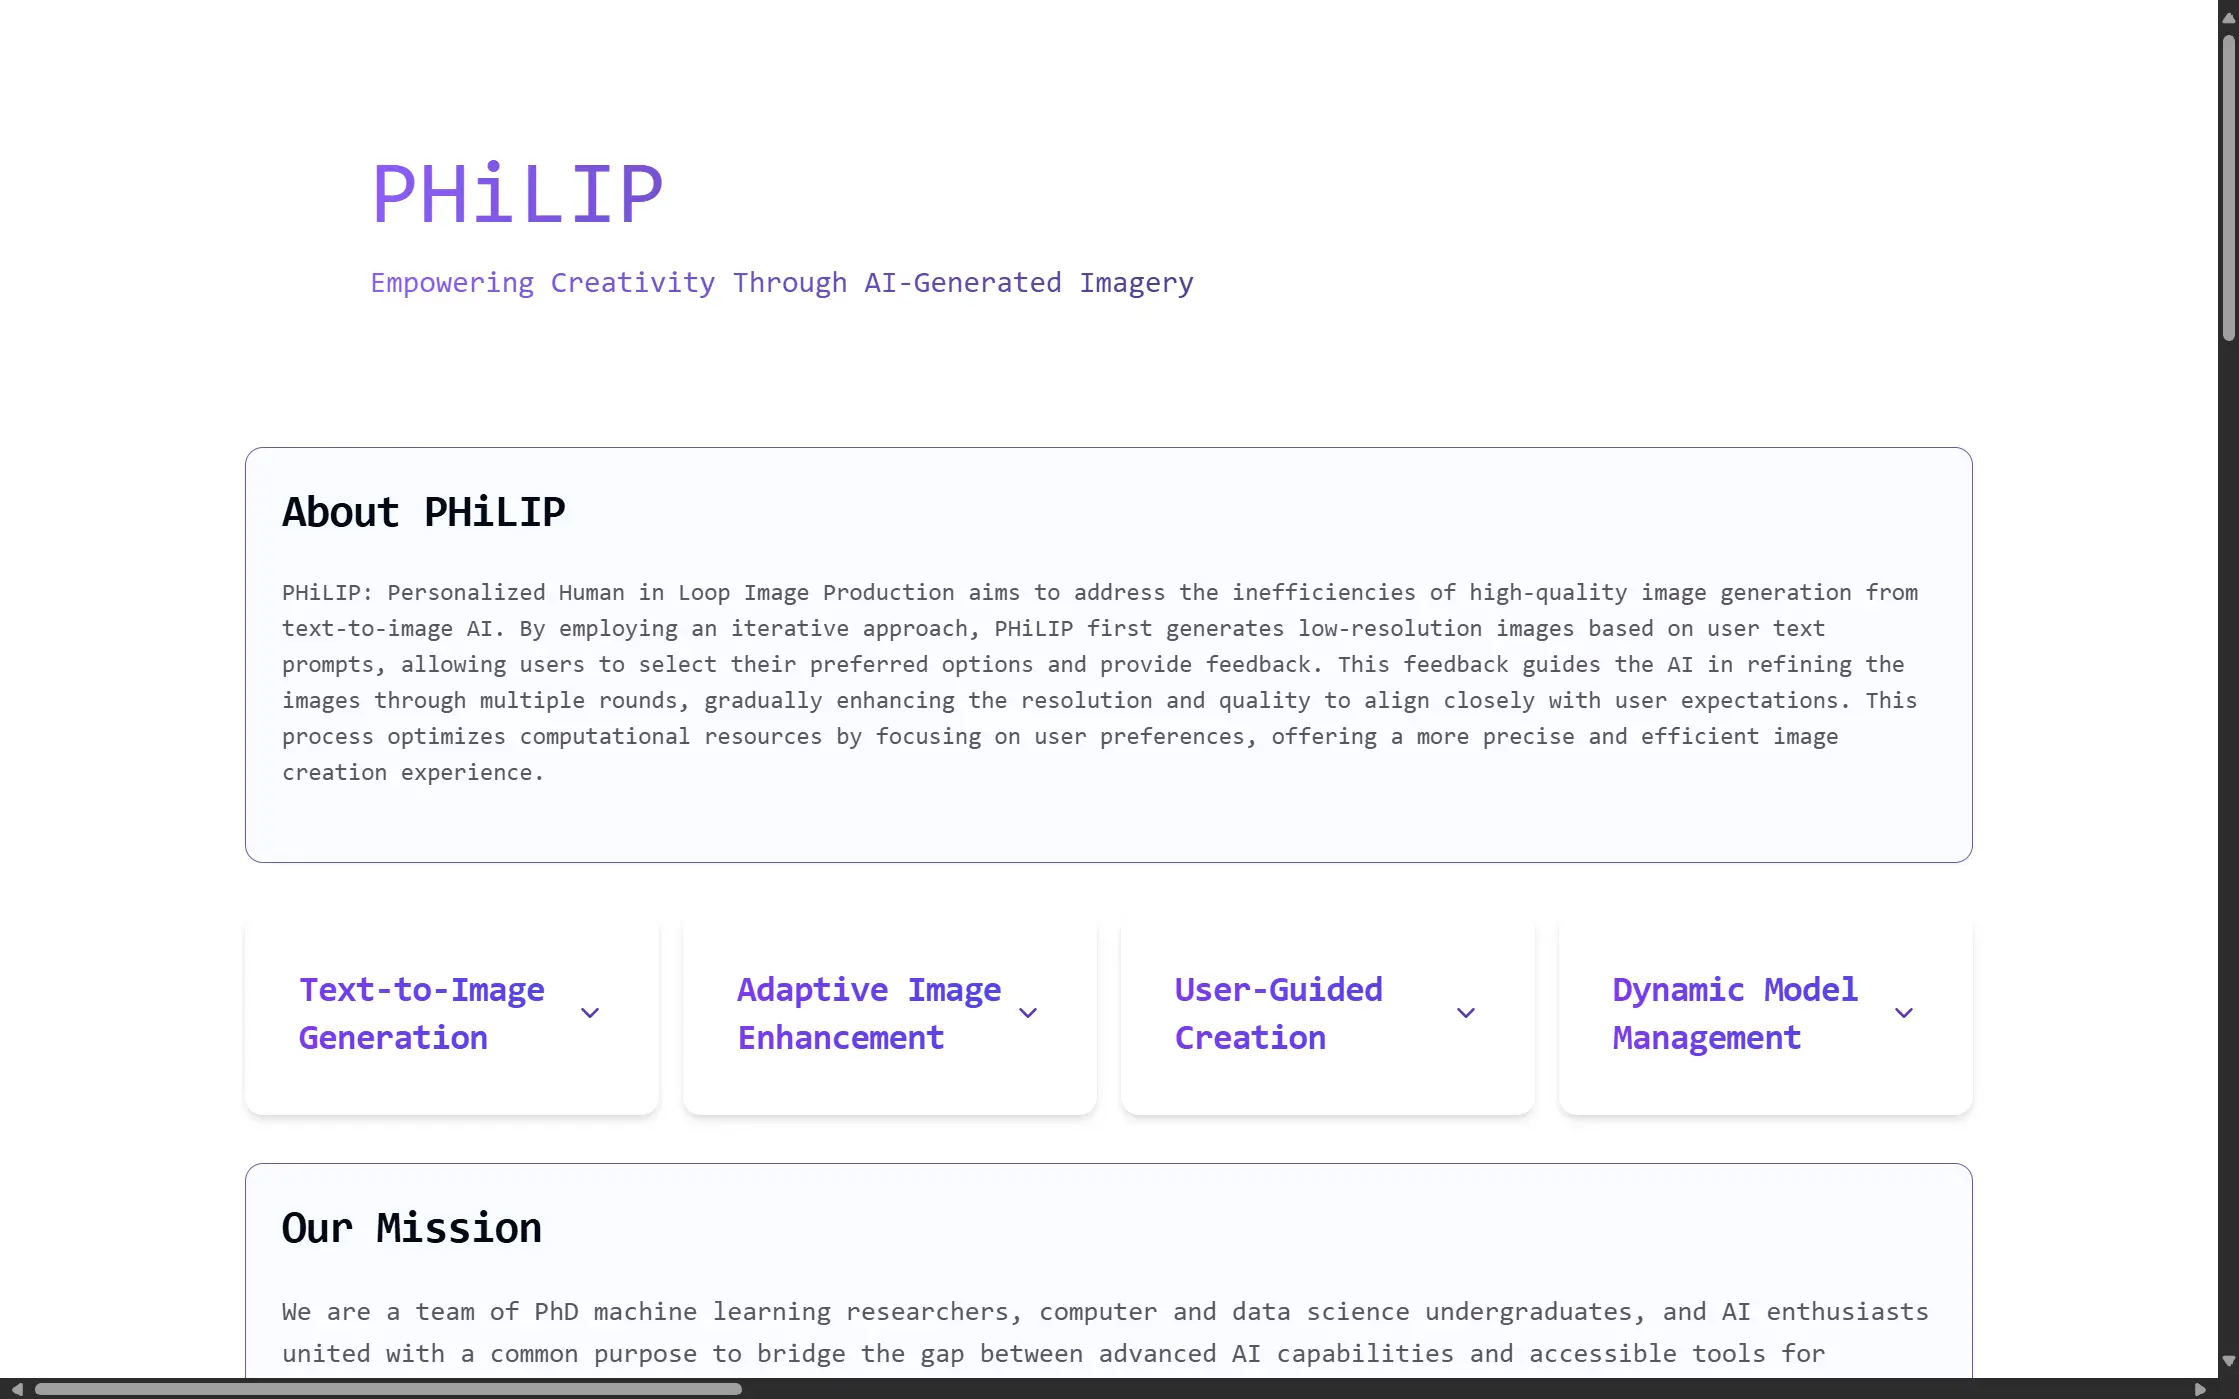 PHiLIP
Empowering Creativity Through AI-Generated Imagery
About PHiLIP
PHiLIP: Personalized Human in Loop Image Production aims to address the inefficiencies of high-quality image generation from
text-to-image AI. By employing an iterative approach, PHiLIP first generates low-resolution images based on user text
prompts, allowing users to select their preferred options and provide feedback. This feedback guides the AI in refining the
images through multiple rounds, gradually enhancing the resolution and quality to align closely with user expectations. This
process optimizes computational resources by focusing on user preferences, offering a more precise and efficient image
creation experience.
Text-to-Image
Generation
Adaptive Image
Enhancement
User-Guided
Creation
Dynamic Model
Management
Our Mission
We are a team of PhD machine learning researchers, computer and data science undergraduates, and AI enthusiasts
united with a common purpose to bridge the gap between advanced AI capabilities and accessible tools for